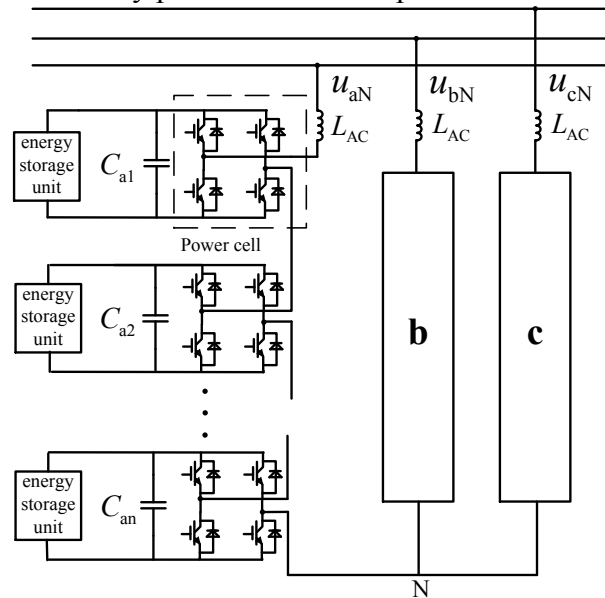 u_aN
u_bN
u_cN
L_AC
L_AC
L_AC
energy
storage
unit
C_a1
Power cell
energy
storage
unit
C_a2
b
c
energy
storage
unit
C_an
N